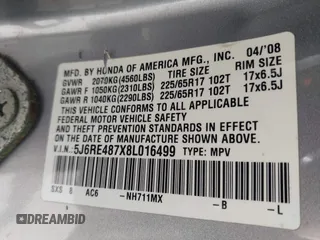 MFD. BY HONDA OF AMERICA MFG., INC. 04/'08
GVWR 2070KG(4560LBS) TIRE SIZE RIM SIZE
GAWR F 1050KG(2310LBS) 225/65R17 102T 17x6.5J
GAWR R 1040KG(2290LBS) 225/65R17 102T 17x6.5J
THIS VEHICLE CONFORMS TO ALL APPLICABLE
FEDERAL MOTOR VEHICLE SAFETY AND
THEFT PREVENTION STANDARDS IN EFFECT ON THE
DATE OF MANUFACTURE SHOWN ABOVE.
V.I.N.: 5J6RE487X8L016499 TYPE: MPV
SXS 8 AC6 -NH711MX -B -L
DREAMBID